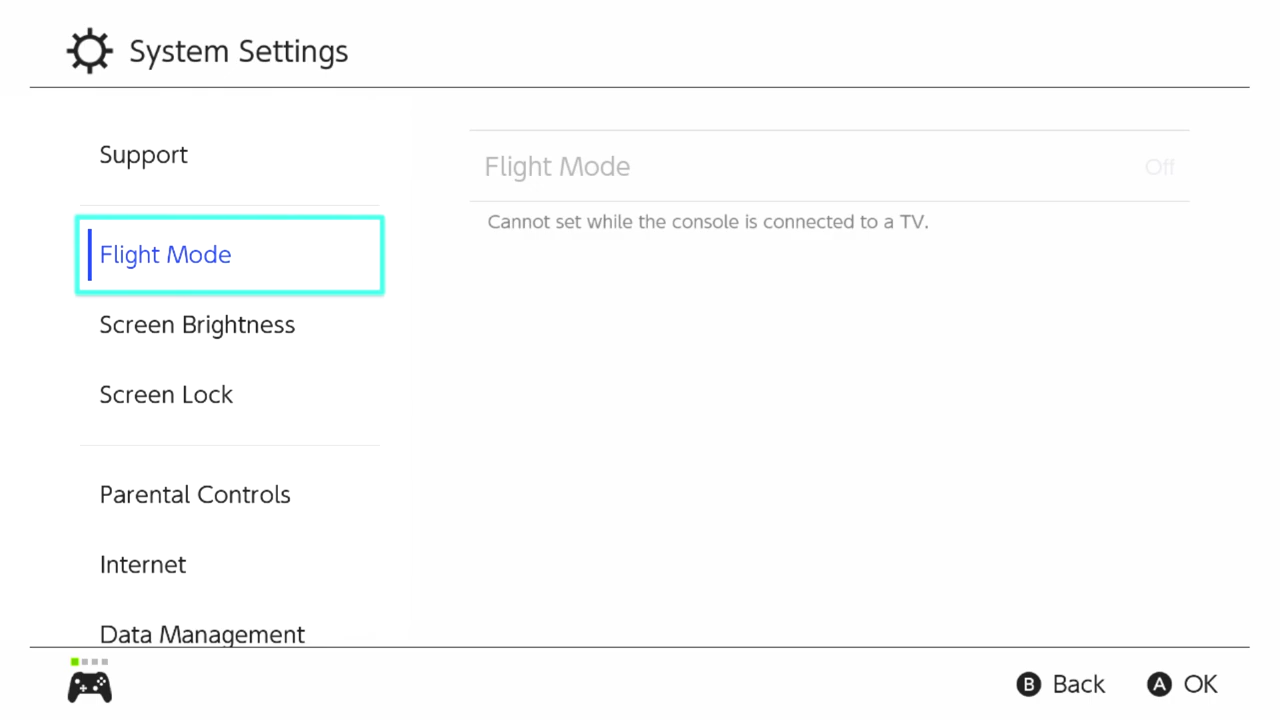 System Settings
Support
Flight Mode
Screen Brightness
Screen Lock
Parental Controls
Internet
Data Management
Flight Mode Off
Cannot set while the console is connected to a TV.
B Back A OK